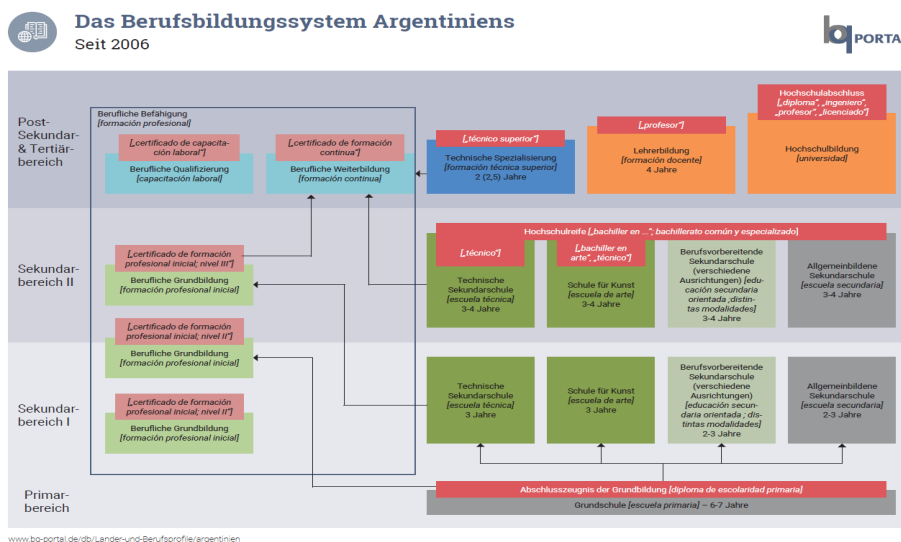 Das Berufsbildungssystem Argentiniens
Seit 2006
bq PORTAL
Post-
Sekundar-
& Tertiär-
bereich
Berufliche Befähigung
[formación profesional]
[„certificado de capacita-
ción laboral"]
Berufliche Qualifizierung
[capacitación laboral]
[„certificado de formación
continua"]
Berufliche Weiterbildung
[formación continua]
[„técnico superior"]
Technische Spezialisierung
[formación técnica superior]
2 (2,5) Jahre
[„profesor"]
Lehrerbildung
[formación docente]
4 Jahre
Hochschulabschluss
[„diploma", „ingeniero",
„profesor", „licenciado"]
Hochschulbildung
[universidad]
Sekundar-
bereich II
[„certificado de formación
profesional inicial; nivel III"]
Berufliche Grundbildung
[formación profesional inicial]
[„certificado de formación
profesional inicial; nivel II"]
Berufliche Grundbildung
[formación profesional inicial]
Hochschulreife [„bachiller en ..."; bachillerato común y especializado]
[„técnico"]
Technische
Sekundarschule
[escuela técnica]
3-4 Jahre
[„bachiller en
arte", „técnico"]
Schule für Kunst
[escuela de arte]
3-4 Jahre
Berufsvorbereitende
Sekundarschule
(verschiedene
Ausrichtungen) [edu-
cación secundaria
orientada ;distin-
tas modalidades]
3-4 Jahre
Allgemeinbildene
Sekundarschule
[escuela secundaria]
3-4 Jahre
Sekundar-
bereich I
[„certificado de formación
profesional inicial; nivel II"]
Berufliche Grundbildung
[formación profesional inicial]
Technische
Sekundarschule
[escuela técnica]
3 Jahre
Schule für Kunst
[escuela de arte]
3 Jahre
Berufsvorbereitende
Sekundarschule
(verschiedene
Ausrichtungen)
[educación secun-
daria orientada ; dis-
tintas modalidades]
2-3 Jahre
Allgemeinbildene
Sekundarschule
[escuela secundaria]
2-3 Jahre
Primar-
bereich
Abschlusszeugnis der Grundbildung [diploma de escolaridad primaria]
Grundschule [escuela primaria] – 6-7 Jahre
www.bq-portal.de/db/Länder-und-Berufsprofile/argentinien